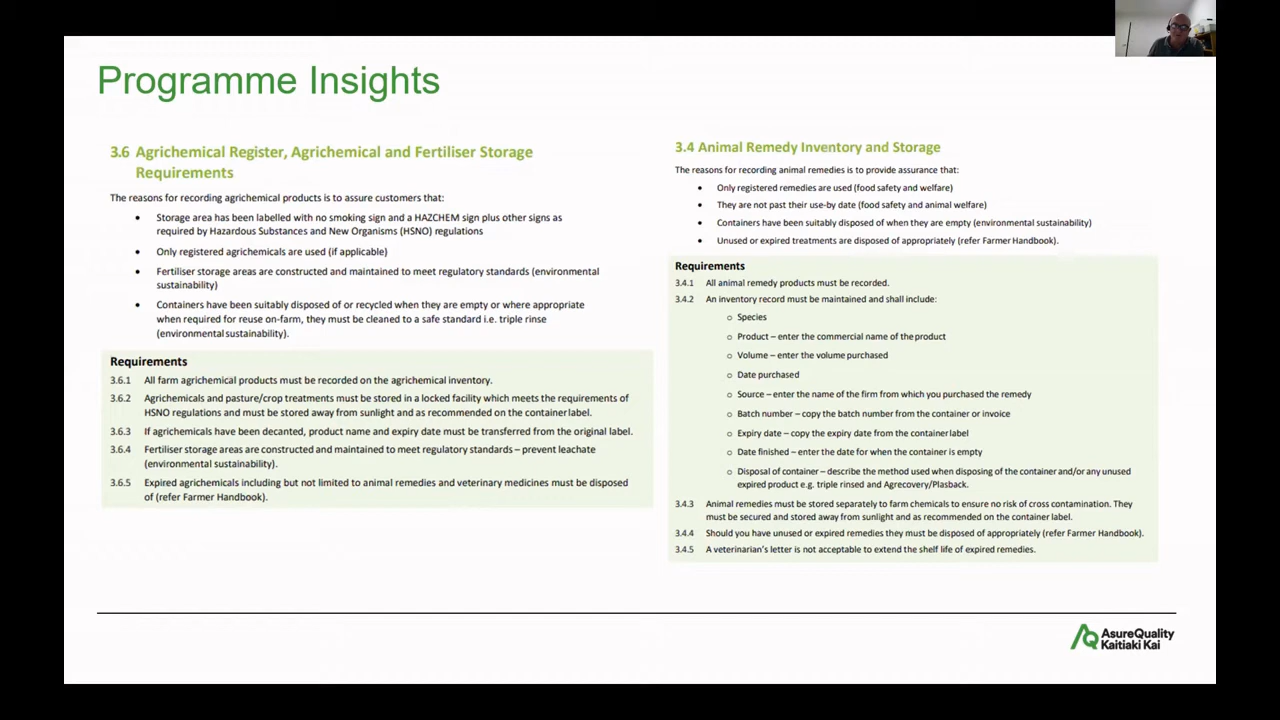 Programme Insights
3.6 Agrichemical Register, Agrichemical and Fertiliser Storage
Requirements
The reasons for recording agrichemical products is to assure customers that:
• Storage area has been labelled with no smoking sign and a HAZCHEM sign plus other signs as
required by Hazardous Substances and New Organisms (HSNO) regulations
• Only registered agrichemicals are used (if applicable)
• Fertiliser storage areas are constructed and maintained to meet regulatory standards (environmental
sustainability)
• Containers have been suitably disposed of or recycled when they are empty or where appropriate
when required for reuse on-farm, they must be cleaned to a safe standard i.e. triple rinse
(environmental sustainability).
Requirements
3.6.1 All farm agrichemical products must be recorded on the agrichemical inventory.
3.6.2 Agrichemicals and pasture/crop treatments must be stored in a locked facility which meets the requirements of
HSNO regulations and must be stored away from sunlight and as recommended on the container label.
3.6.3 If agrichemicals have been decanted, product name and expiry date must be transferred from the original label.
3.6.4 Fertiliser storage areas are constructed and maintained to meet regulatory standards – prevent leachate
(environmental sustainability).
3.6.5 Expired agrichemicals including but not limited to animal remedies and veterinary medicines must be disposed
of (refer Farmer Handbook).
3.4 Animal Remedy Inventory and Storage
The reasons for recording animal remedies is to provide assurance that:
• Only registered remedies are used (food safety and welfare)
• They are not past their use-by date (food safety and animal welfare)
• Containers have been suitably disposed of when they are empty (environmental sustainability)
• Unused or expired treatments are disposed of appropriately (refer Farmer Handbook).
Requirements
3.4.1 All animal remedy products must be recorded.
3.4.2 An inventory record must be maintained and shall include:
o Species
o Product – enter the commercial name of the product
o Volume – enter the volume purchased
o Date purchased
o Source – enter the name of the firm from which you purchased the remedy
o Batch number – copy the batch number from the container or invoice
o Expiry date – copy the expiry date from the container label
o Date finished – enter the date for when the container is empty
o Disposal of container – describe the method used when disposing of the container and/or any unused
expired product e.g. triple rinsed and Agrecovery/Plasback.
3.4.3 Animal remedies must be stored separately to farm chemicals to ensure no risk of cross contamination. They
must be secured and stored away from sunlight and as recommended on the container label.
3.4.4 Should you have unused or expired remedies they must be disposed of appropriately (refer Farmer Handbook).
3.4.5 A veterinarian's letter is not acceptable to extend the shelf life of expired remedies.
AsureQuality
Kaitiaki Kai